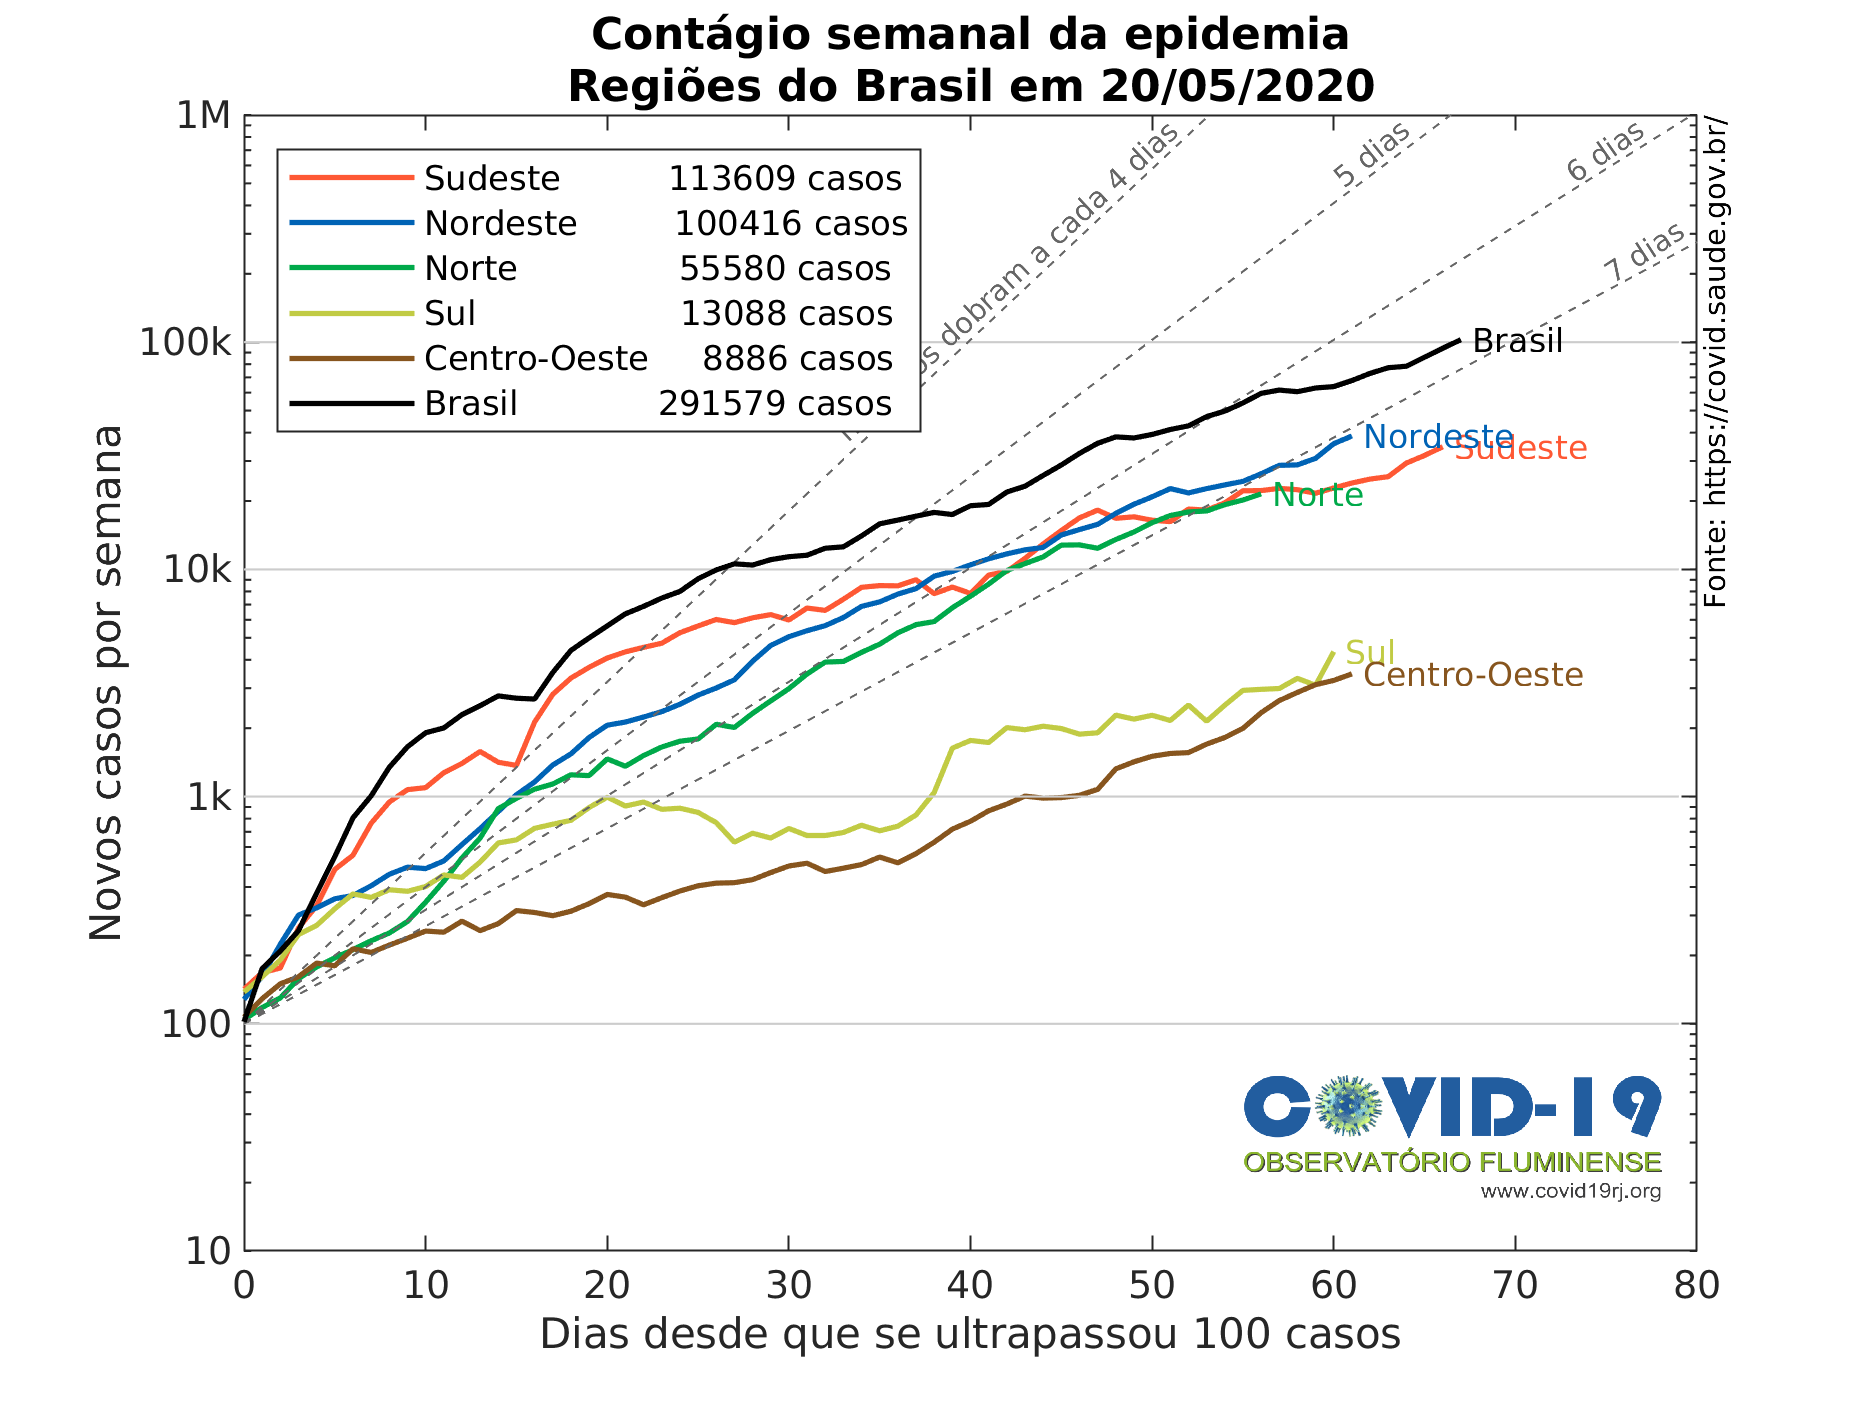 Contágio semanal da epidemia
Regiões do Brasil em 20/05/2020
1M
100k
10k
1k
100
10
Novos casos por semana
Sudeste 113609 casos
Nordeste 100416 casos
Norte 55580 casos
Sul 13088 casos
Centro-Oeste 8886 casos
Brasil 291579 casos
dobram a cada 4 dias
5 dias
6 dias
7 dias
Brasil
Nordeste
Sudeste
Norte
Sul
Centro-Oeste
Fonte: https://covid.saude.gov.br/
COVID-19
OBSERVATÓRIO FLUMINENSE
www.covid19rj.org
0 10 20 30 40 50 60 70 80
Dias desde que se ultrapassou 100 casos